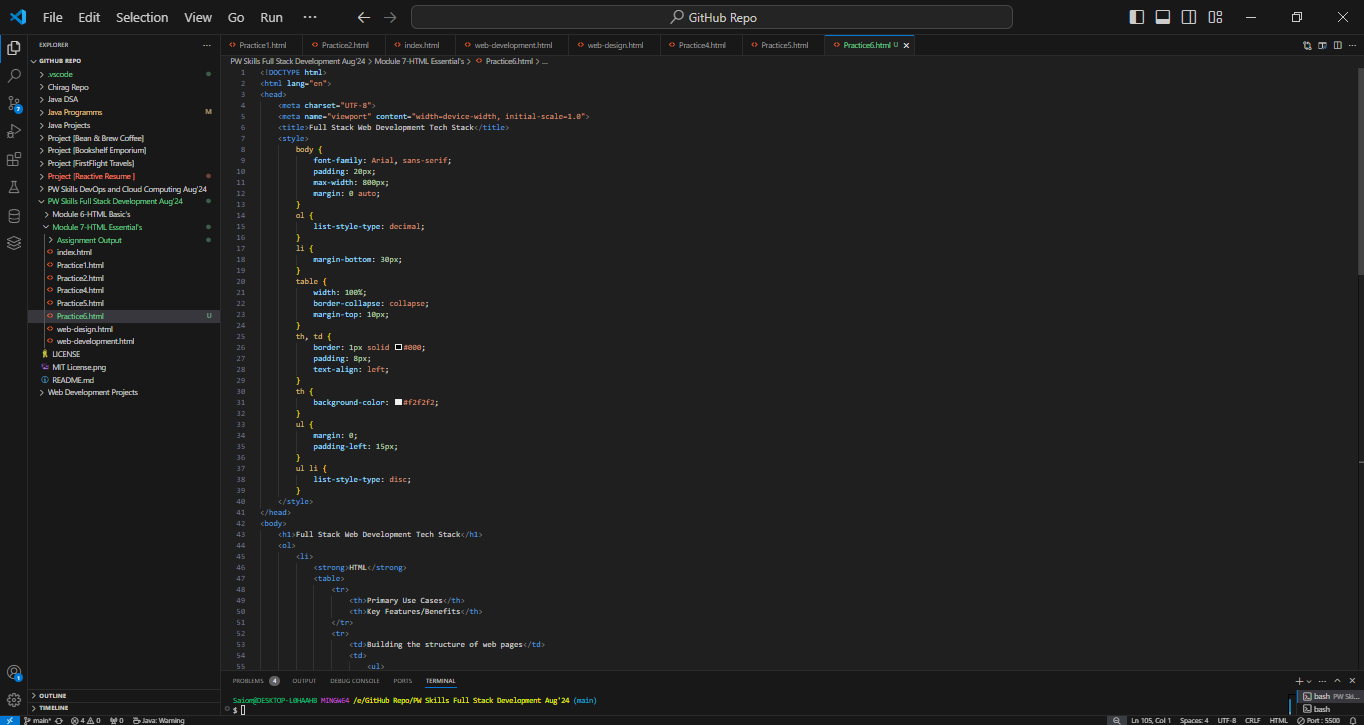 File Edit Selection View Go Run ··· GitHub Repo
EXPLORER ···
GITHUB REPO
.vscode
Chirag Repo
Java DSA
Java Programms M
Java Projects
Project [Bean & Brew Coffee]
Project [Bookshelf Emporium]
Project [FirstFlight Travels]
Project [Reactive Resume ]
PW Skills DevOps and Cloud Computing Aug'24
PW Skills Full Stack Development Aug'24
Module 6-HTML Basic's
Module 7-HTML Essential's
Assignment Output
index.html
Practice1.html
Practice2.html
Practice4.html
Practice5.html
Practice6.html U
web-design.html
web-development.html
LICENSE
MIT License.png
README.md
Web Development Projects
OUTLINE
TIMELINE
7
1
Practice1.html Practice2.html index.html web-development.html web-design.html Practice4.html Practice5.html Practice6.html U
PW Skills Full Stack Development Aug'24 > Module 7-HTML Essential's > Practice6.html > ...
1 <!DOCTYPE html>
2 <html lang="en">
3 <head>
4 <meta charset="UTF-8">
5 <meta name="viewport" content="width=device-width, initial-scale=1.0">
6 <title>Full Stack Web Development Tech Stack</title>
7 <style>
8 body {
9 font-family: Arial, sans-serif;
10 padding: 20px;
11 max-width: 800px;
12 margin: 0 auto;
13 }
14 ol {
15 list-style-type: decimal;
16 }
17 li {
18 margin-bottom: 30px;
19 }
20 table {
21 width: 100%;
22 border-collapse: collapse;
23 margin-top: 10px;
24 }
25 th, td {
26 border: 1px solid #000;
27 padding: 8px;
28 text-align: left;
29 }
30 th {
31 background-color: #f2f2f2;
32 }
33 ul {
34 margin: 0;
35 padding-left: 15px;
36 }
37 ul li {
38 list-style-type: disc;
39 }
40 </style>
41 </head>
42 <body>
43 <h1>Full Stack Web Development Tech Stack</h1>
44 <ol>
45 <li>
46 <strong>HTML</strong>
47 <table>
48 <tr>
49 <th>Primary Use Cases</th>
50 <th>Key Features/Benefits</th>
51 </tr>
52 <tr>
53 <td>Building the structure of web pages</td>
54 <td>
55 <ul>
PROBLEMS 4 OUTPUT DEBUG CONSOLE PORTS TERMINAL
Saion@DESKTOP-L0HAAHB MINGW64 /e/GitHub Repo/PW Skills Full Stack Development Aug'24 (main)
$
bash PW Ski...
bash
main* 4 0 0 Java: Warning Ln 105, Col 1 Spaces: 4 UTF-8 CRLF HTML Port : 5500